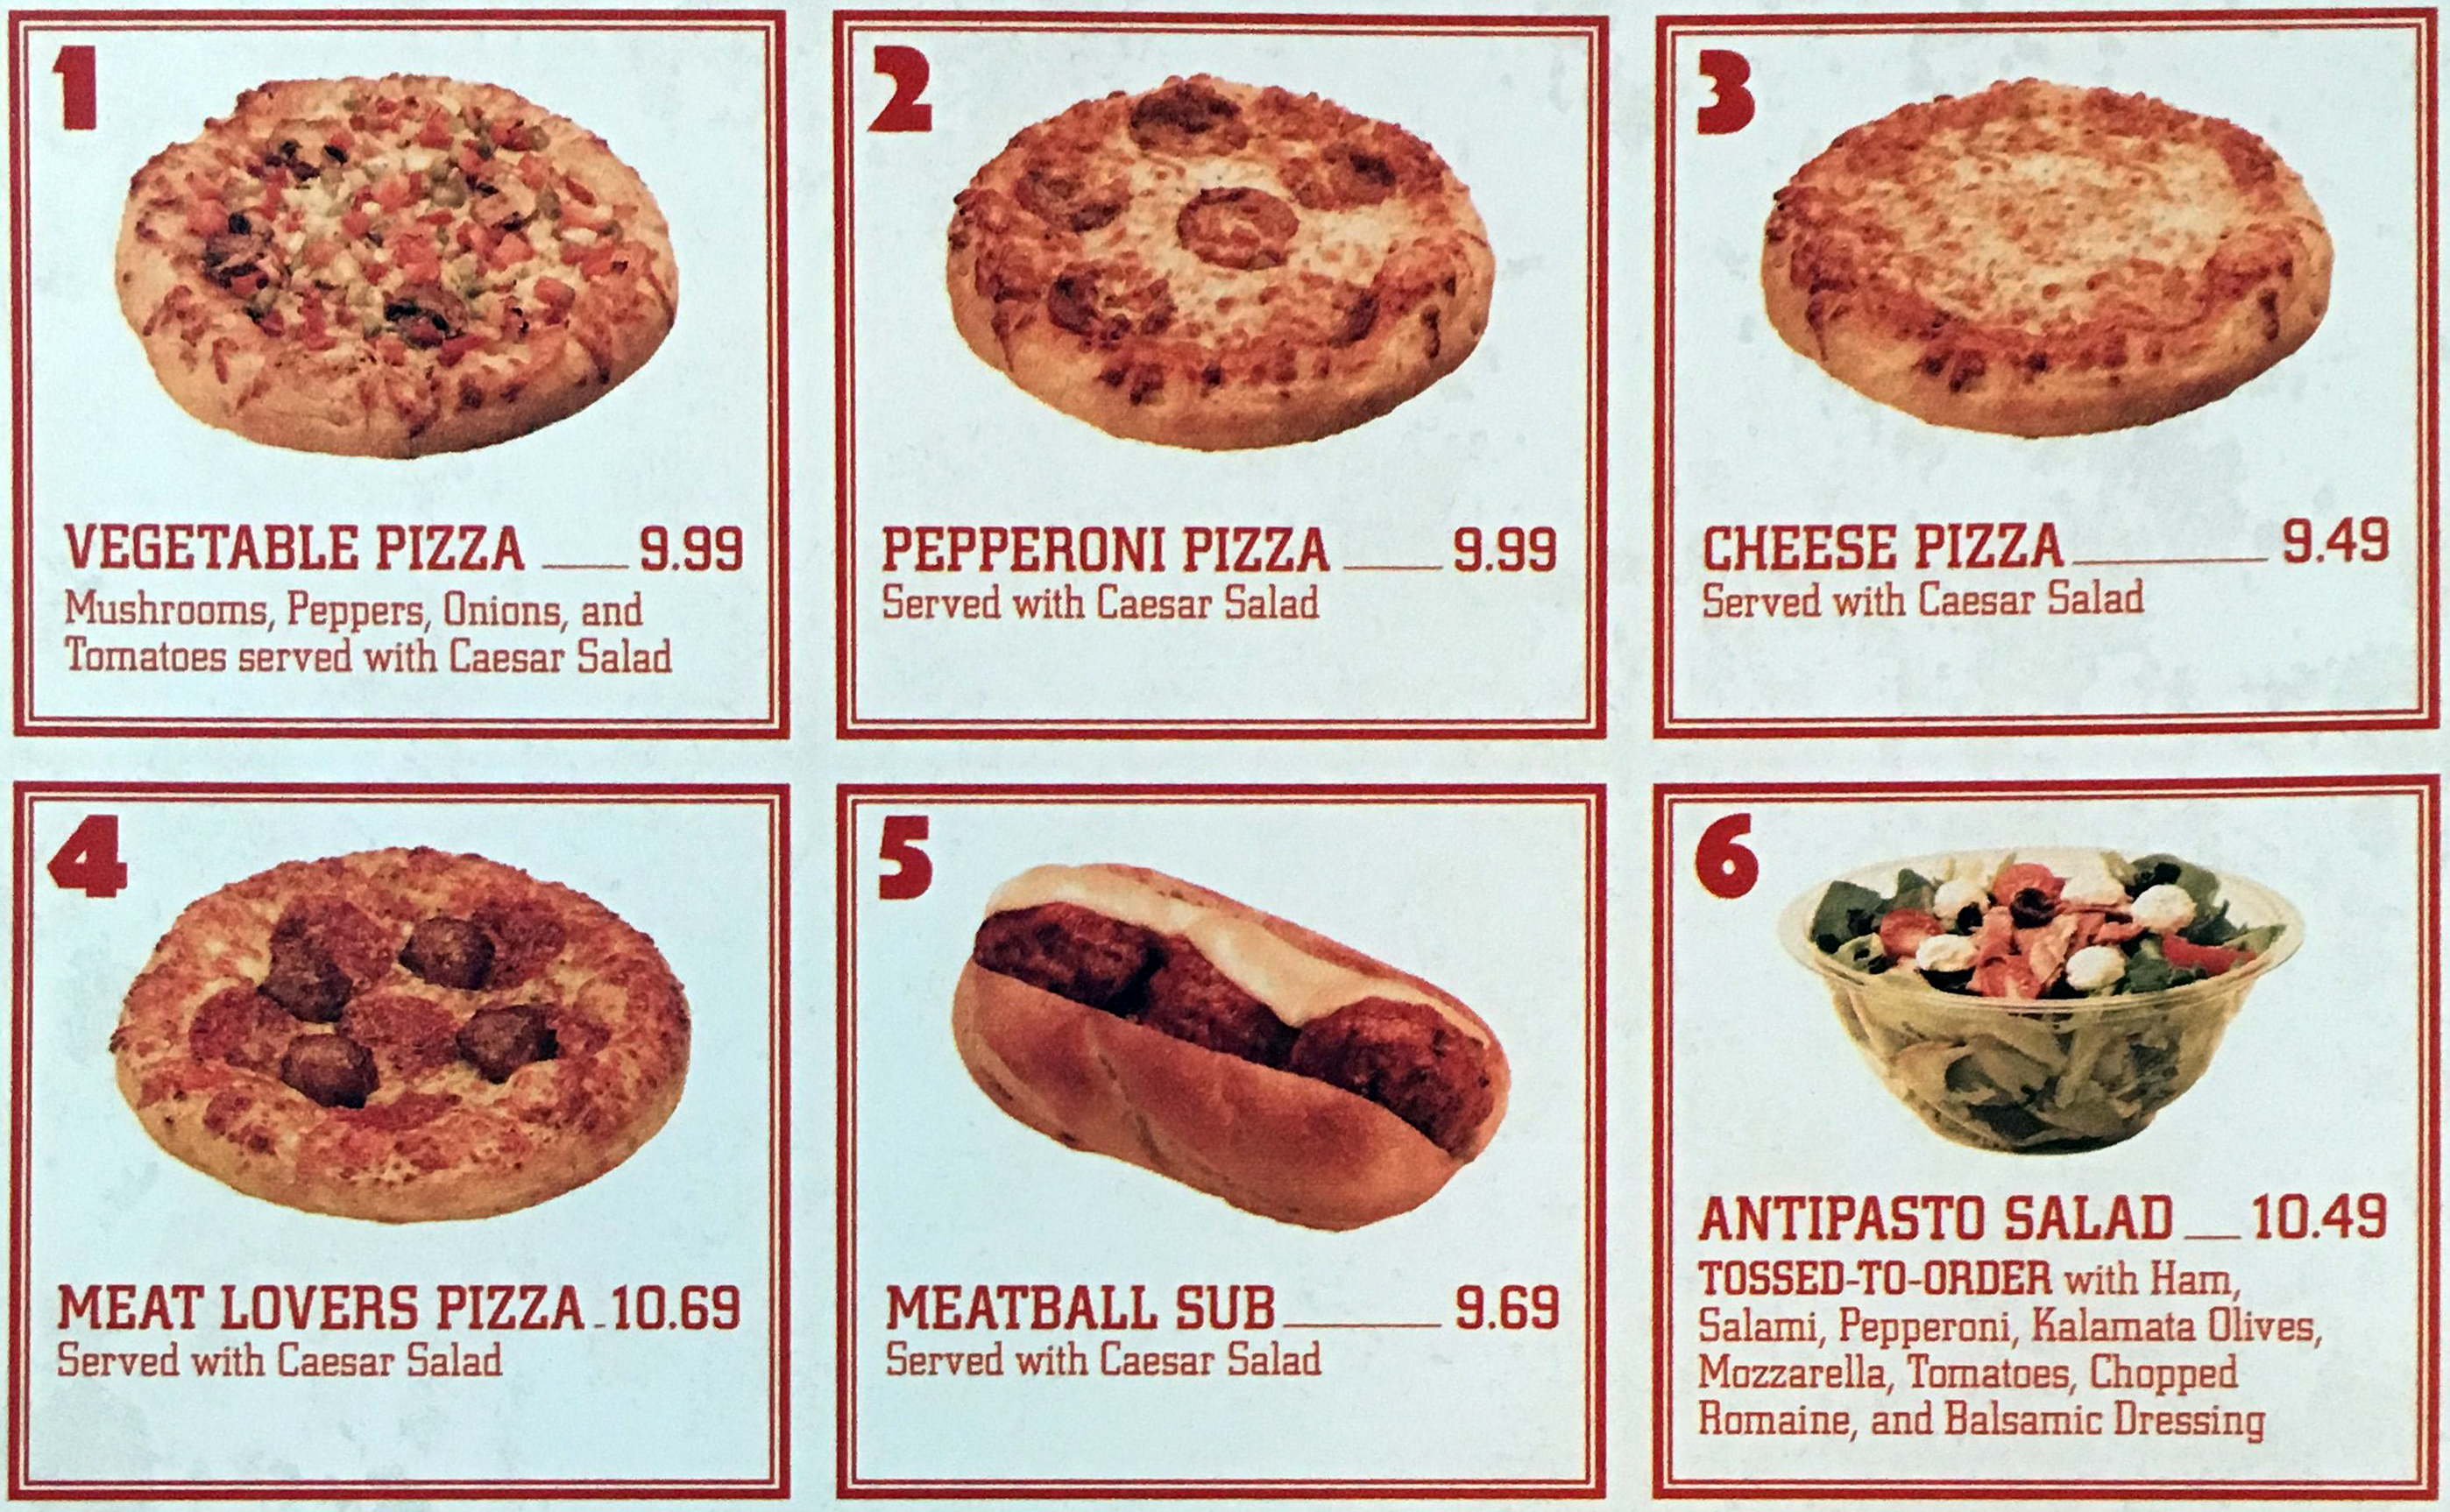 1
VEGETABLE PIZZA 9.99
Mushrooms, Peppers, Onions, and
Tomatoes served with Caesar Salad
2
PEPPERONI PIZZA 9.99
Served with Caesar Salad
3
CHEESE PIZZA 9.49
Served with Caesar Salad
4
MEAT LOVERS PIZZA 10.69
Served with Caesar Salad
5
MEATBALL SUB 9.69
Served with Caesar Salad
6
ANTIPASTO SALAD 10.49
TOSSED-TO-ORDER with Ham,
Salami, Pepperoni, Kalamata Olives,
Mozzarella, Tomatoes, Chopped
Romaine, and Balsamic Dressing